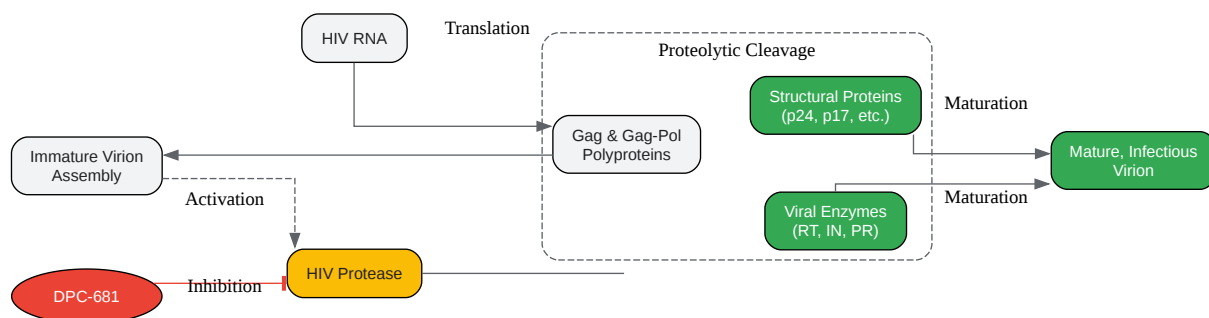 HIV RNA
Translation
Proteolytic Cleavage
Structural Proteins
(p24, p17, etc.)
Maturation
Gag & Gag-Pol
Polyproteins
Immature Virion
Assembly
Mature, Infectious
Virion
Activation
Viral Enzymes
(RT, IN, PR)
Maturation
HIV Protease
DPC-681
Inhibition